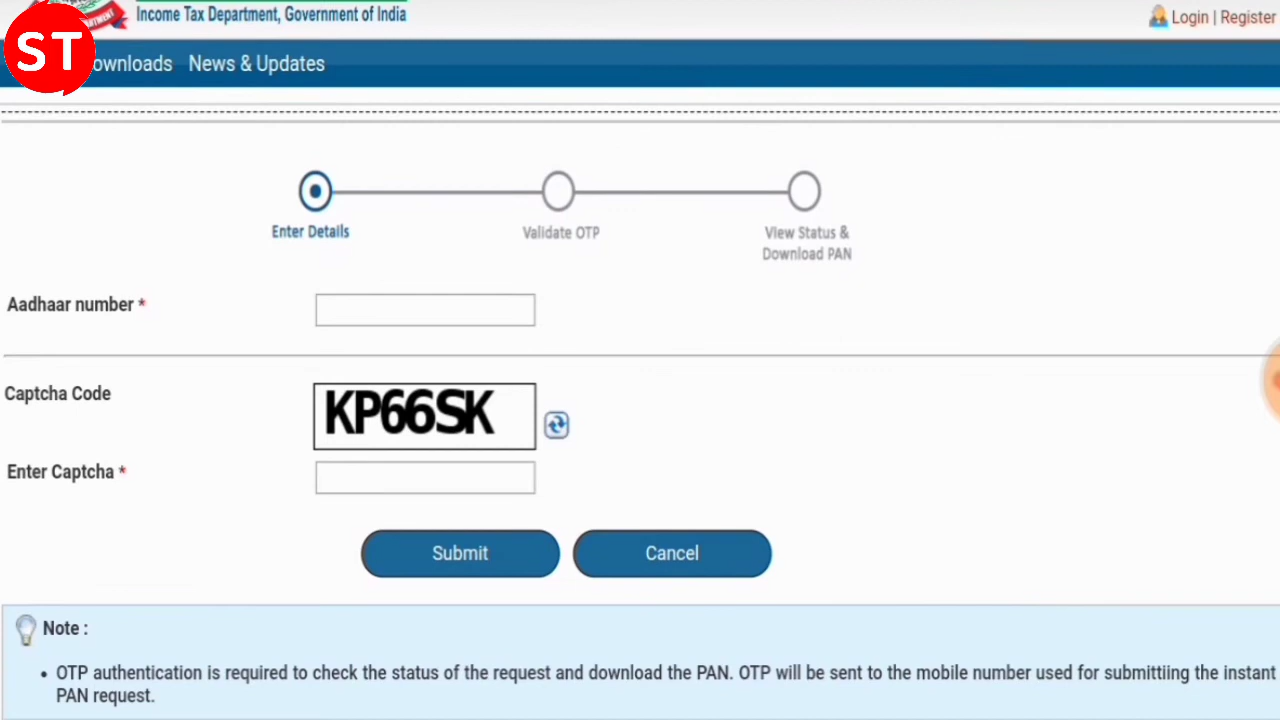 Income Tax Department, Government of India
Login | Register
ST
ownloads News & Updates
Enter Details
Validate OTP
View Status &
Download PAN
Aadhaar number *
Captcha Code
KP66SK
Enter Captcha *
Submit
Cancel
Note :
• OTP authentication is required to check the status of the request and download the PAN. OTP will be sent to the mobile number used for submittiing the instant
PAN request.